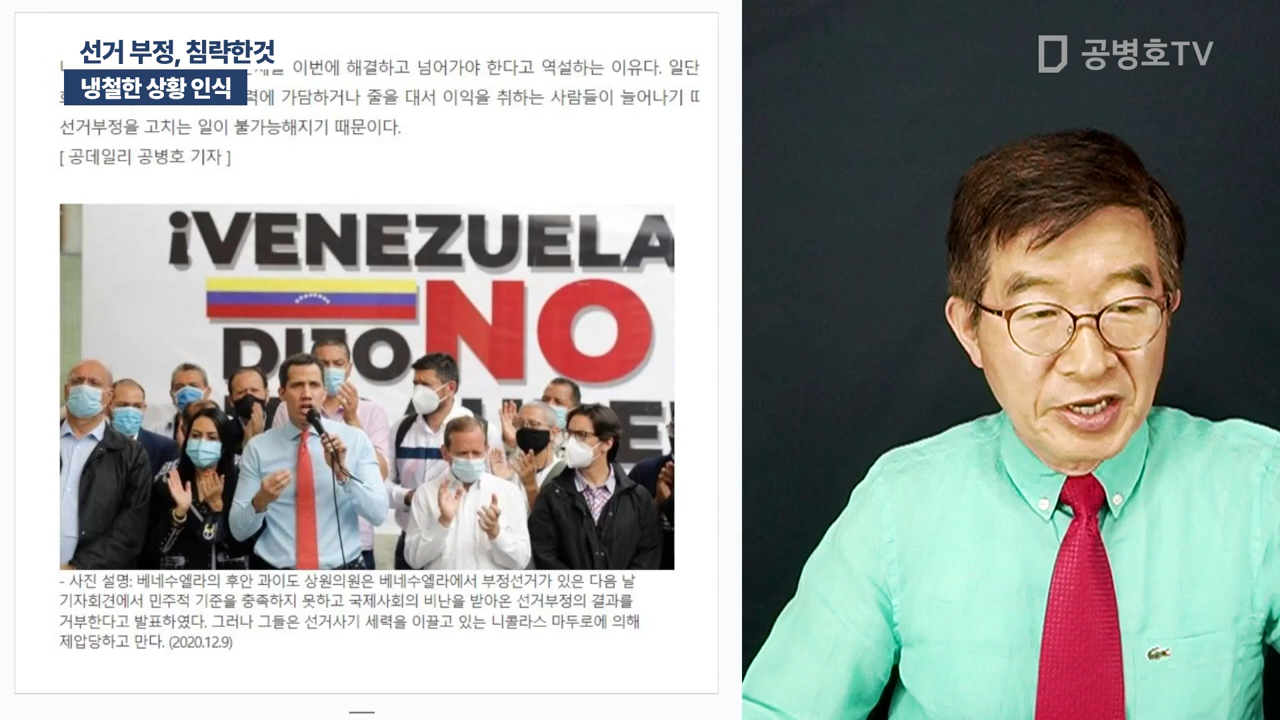 선거 부정, 침략한것
냉철한 상황 인식
공병호TV
이번에 해결하고 넘어가야 한다고 역설하는 이유다. 일단
가담하거나 줄을 대서 이익을 취하는 사람들이 늘어나기
선거부정을 고치는 일이 불가능해지기 때문이다.
[ 공데일리 공병호 기자 ]
¡VENEZUELA
DIJO NO
- 사진 설명: 베네수엘라의 후안 과이도 상원의원은 베네수엘라에서 부정선거가 있은 다음 날
기자회견에서 민주적 기준을 충족하지 못하고 국제사회의 비난을 받아온 선거부정의 결과를
거부한다고 발표하였다. 그러나 그들은 선거사기 세력을 이끌고 있는 니콜라스 마두로에 의해
제압당하고 만다. (2020.12.9)